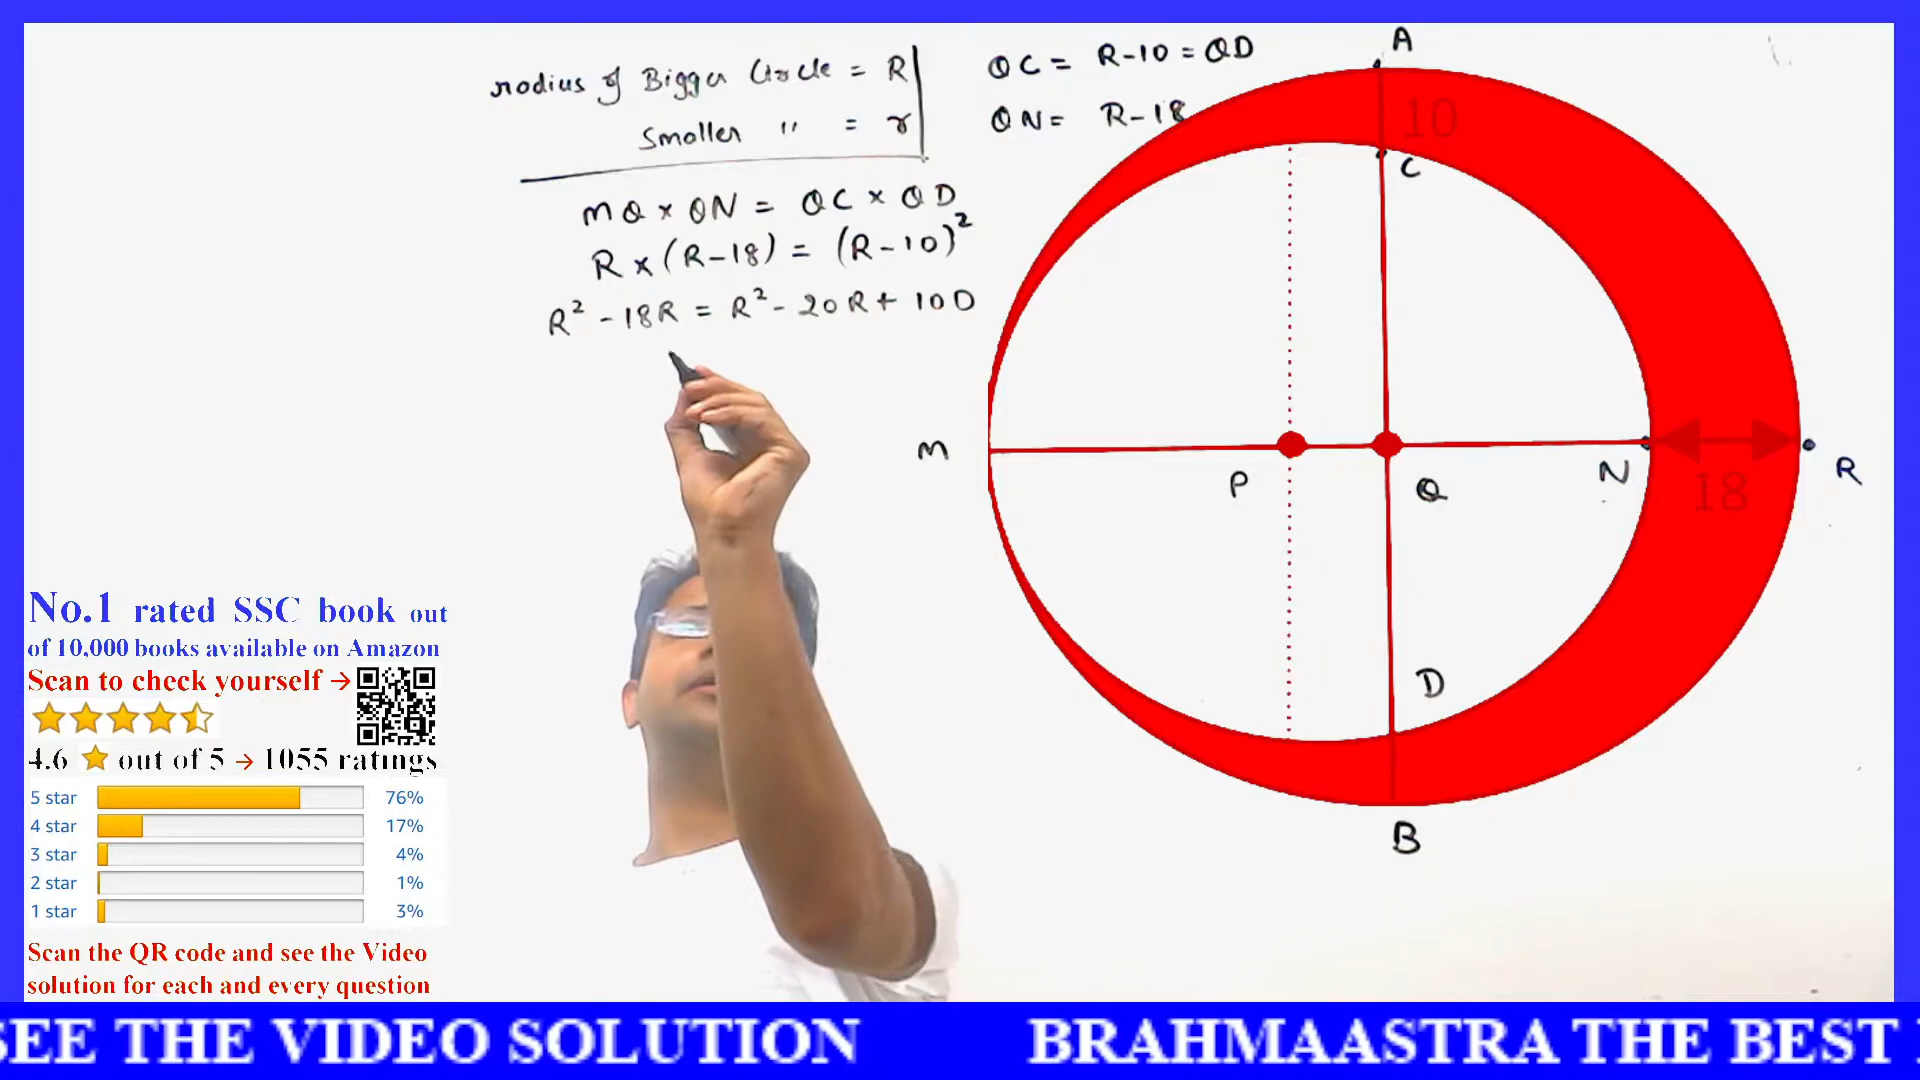 radius of Bigger Circle = R
Smaller " = r
QC = R-10 = QD
QN = R-18
MQ × QN = QC × QD
R × (R-18) = (R-10)²
R² - 18R = R² - 20R + 100
A
10
C
M
P
Q
N
18
R
D
B
No.1 rated SSC book out
of 10,000 books available on Amazon
Scan to check yourself →
4.6 out of 5 → 1055 ratings
5 star 76%
4 star 17%
3 star 4%
2 star 1%
1 star 3%
Scan the QR code and see the Video
solution for each and every question
SEE THE VIDEO SOLUTION BRAHMAASTRA THE BEST